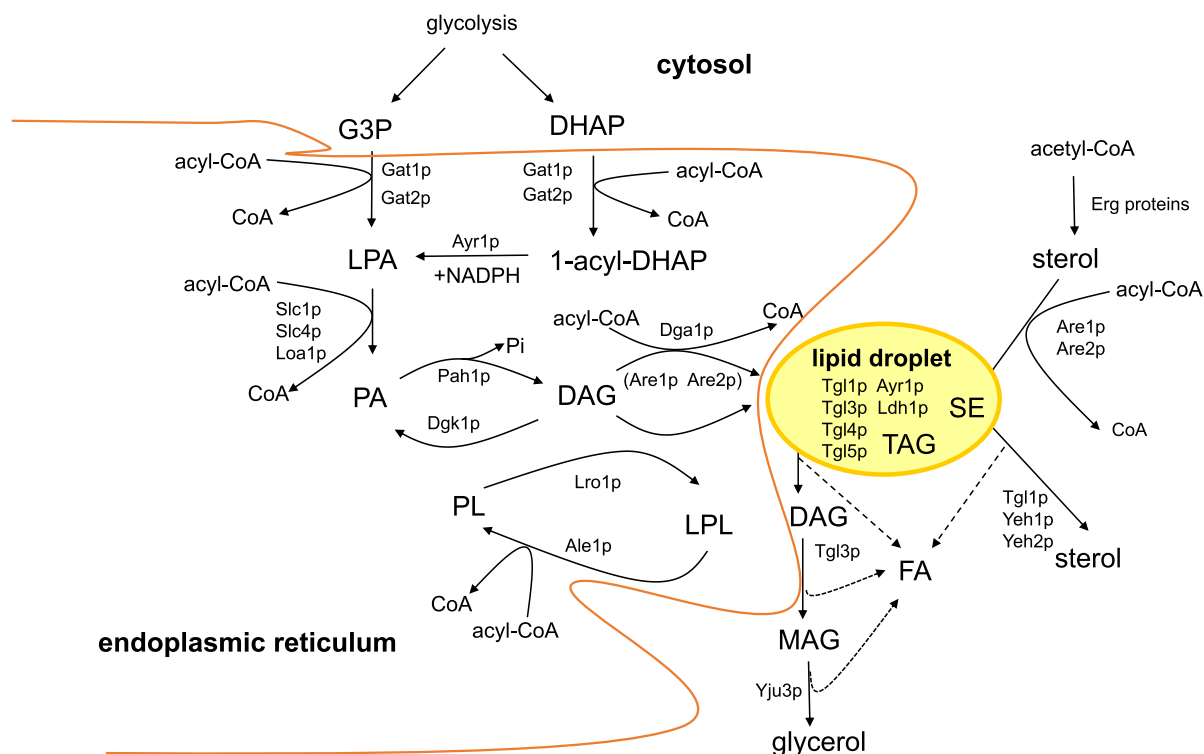 glycolysis
cytosol
G3P
DHAP
acyl-CoA
Gat1p
Gat2p
CoA
Gat1p
Gat2p
acyl-CoA
CoA
acetyl-CoA
Erg proteins
LPA
Ayr1p
+NADPH
1-acyl-DHAP
sterol
acyl-CoA
Slc1p
Slc4p
Loa1p
CoA
acyl-CoA
Dga1p
CoA
acyl-CoA
Are1p
Are2p
CoA
PA
Pi
Pah1p
DAG
(Are1p Are2p)
Dgk1p
lipid droplet
Tgl1p Ayr1p
Tgl3p Ldh1p
Tgl4p
Tgl5p
SE
TAG
PL
Lro1p
LPL
Ale1p
CoA
acyl-CoA
DAG
Tgl3p
FA
Tgl1p
Yeh1p
Yeh2p
sterol
endoplasmic reticulum
MAG
Yju3p
glycerol